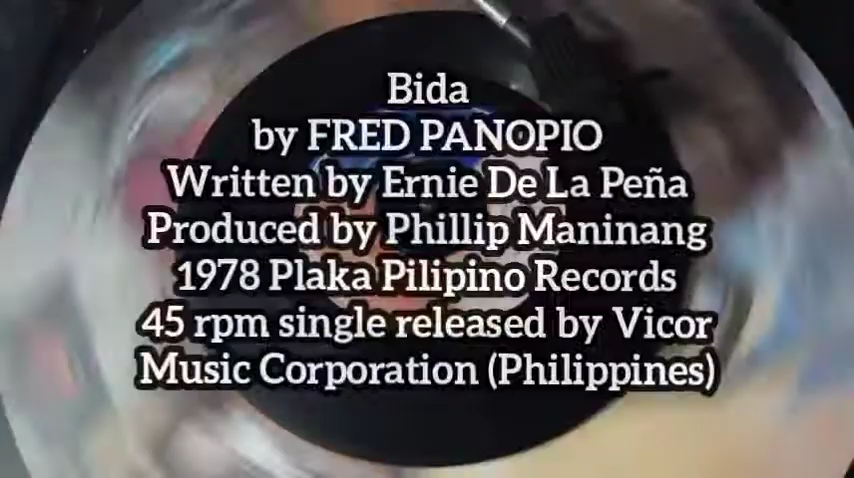 Bida
by FRED PANOPIO
Written by Ernie De La Peña
Produced by Phillip Maninang
1978 Plaka Pilipino Records
45 rpm single released by Vicor
Music Corporation (Philippines)